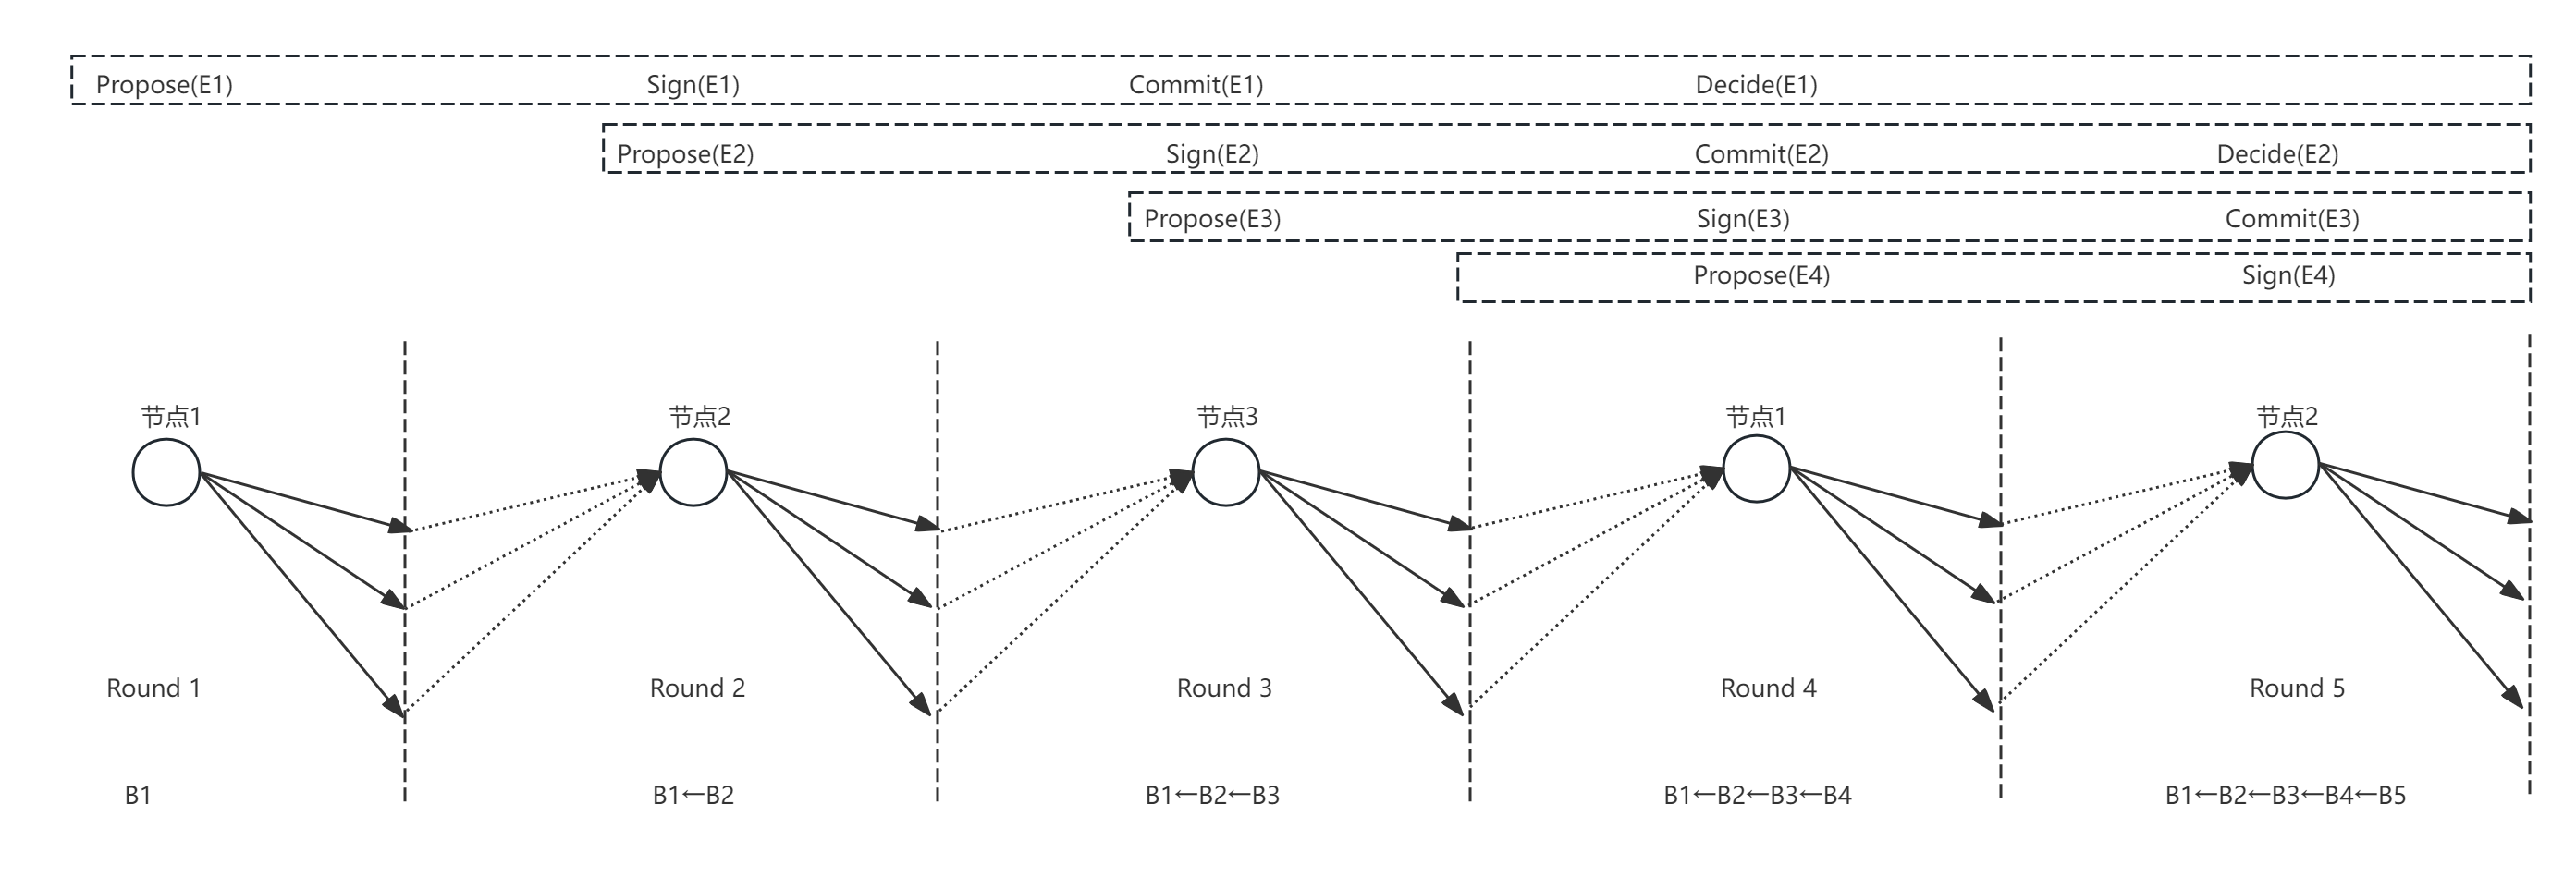 Propose(E1) Sign(E1) Commit(E1) Decide(E1)
Propose(E2) Sign(E2) Commit(E2) Decide(E2)
Propose(E3) Sign(E3) Commit(E3)
Propose(E4) Sign(E4)
节点1 节点2 节点3 节点1 节点2
Round 1 Round 2 Round 3 Round 4 Round 5
B1 B1←B2 B1←B2←B3 B1←B2←B3←B4 B1←B2←B3←B4←B5